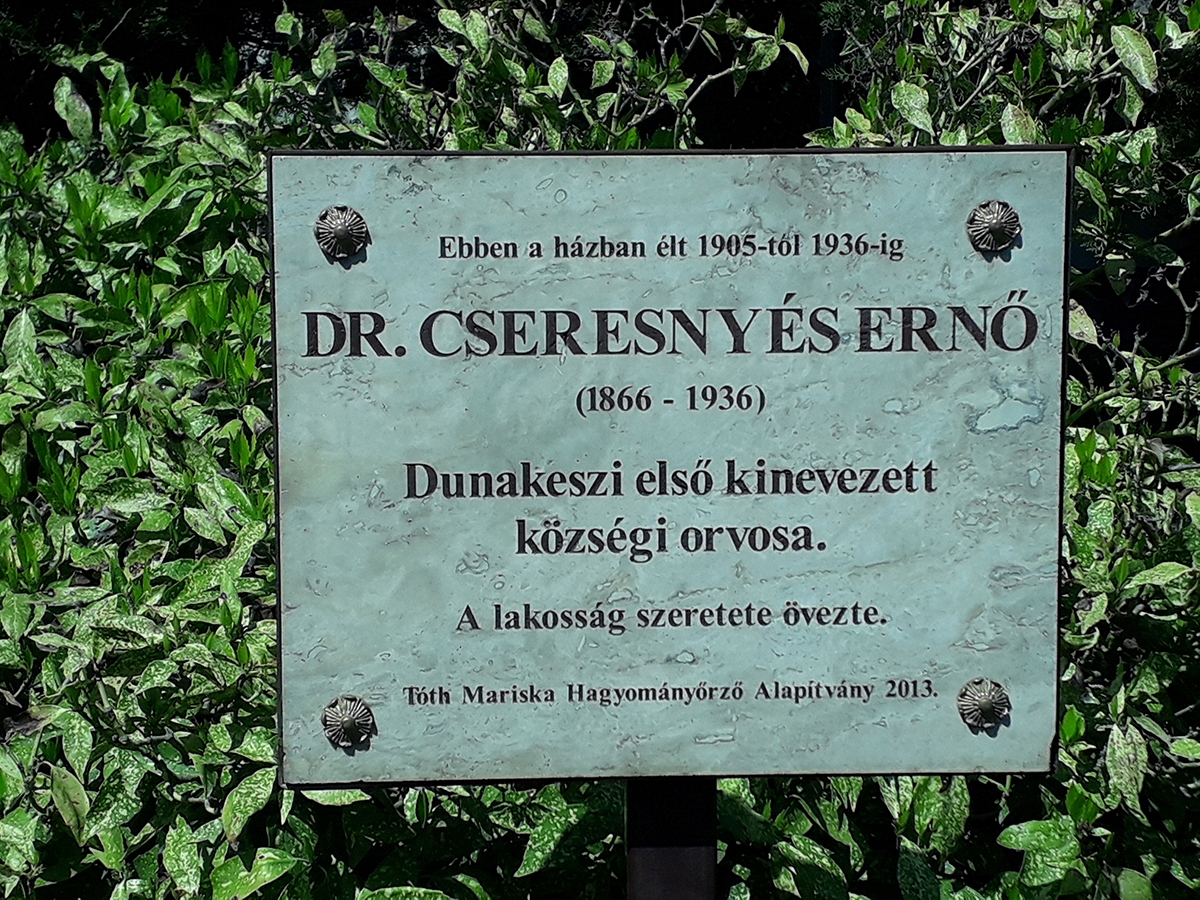 Ebben a házban élt 1905-től 1936-ig
DR. CSERESNYÉS ERNŐ
(1866 - 1936)
Dunakeszi első kinevezett
községi orvosa.
A lakosság szeretete övezte.
Tóth Mariska Hagyományőrző Alapítvány 2013.